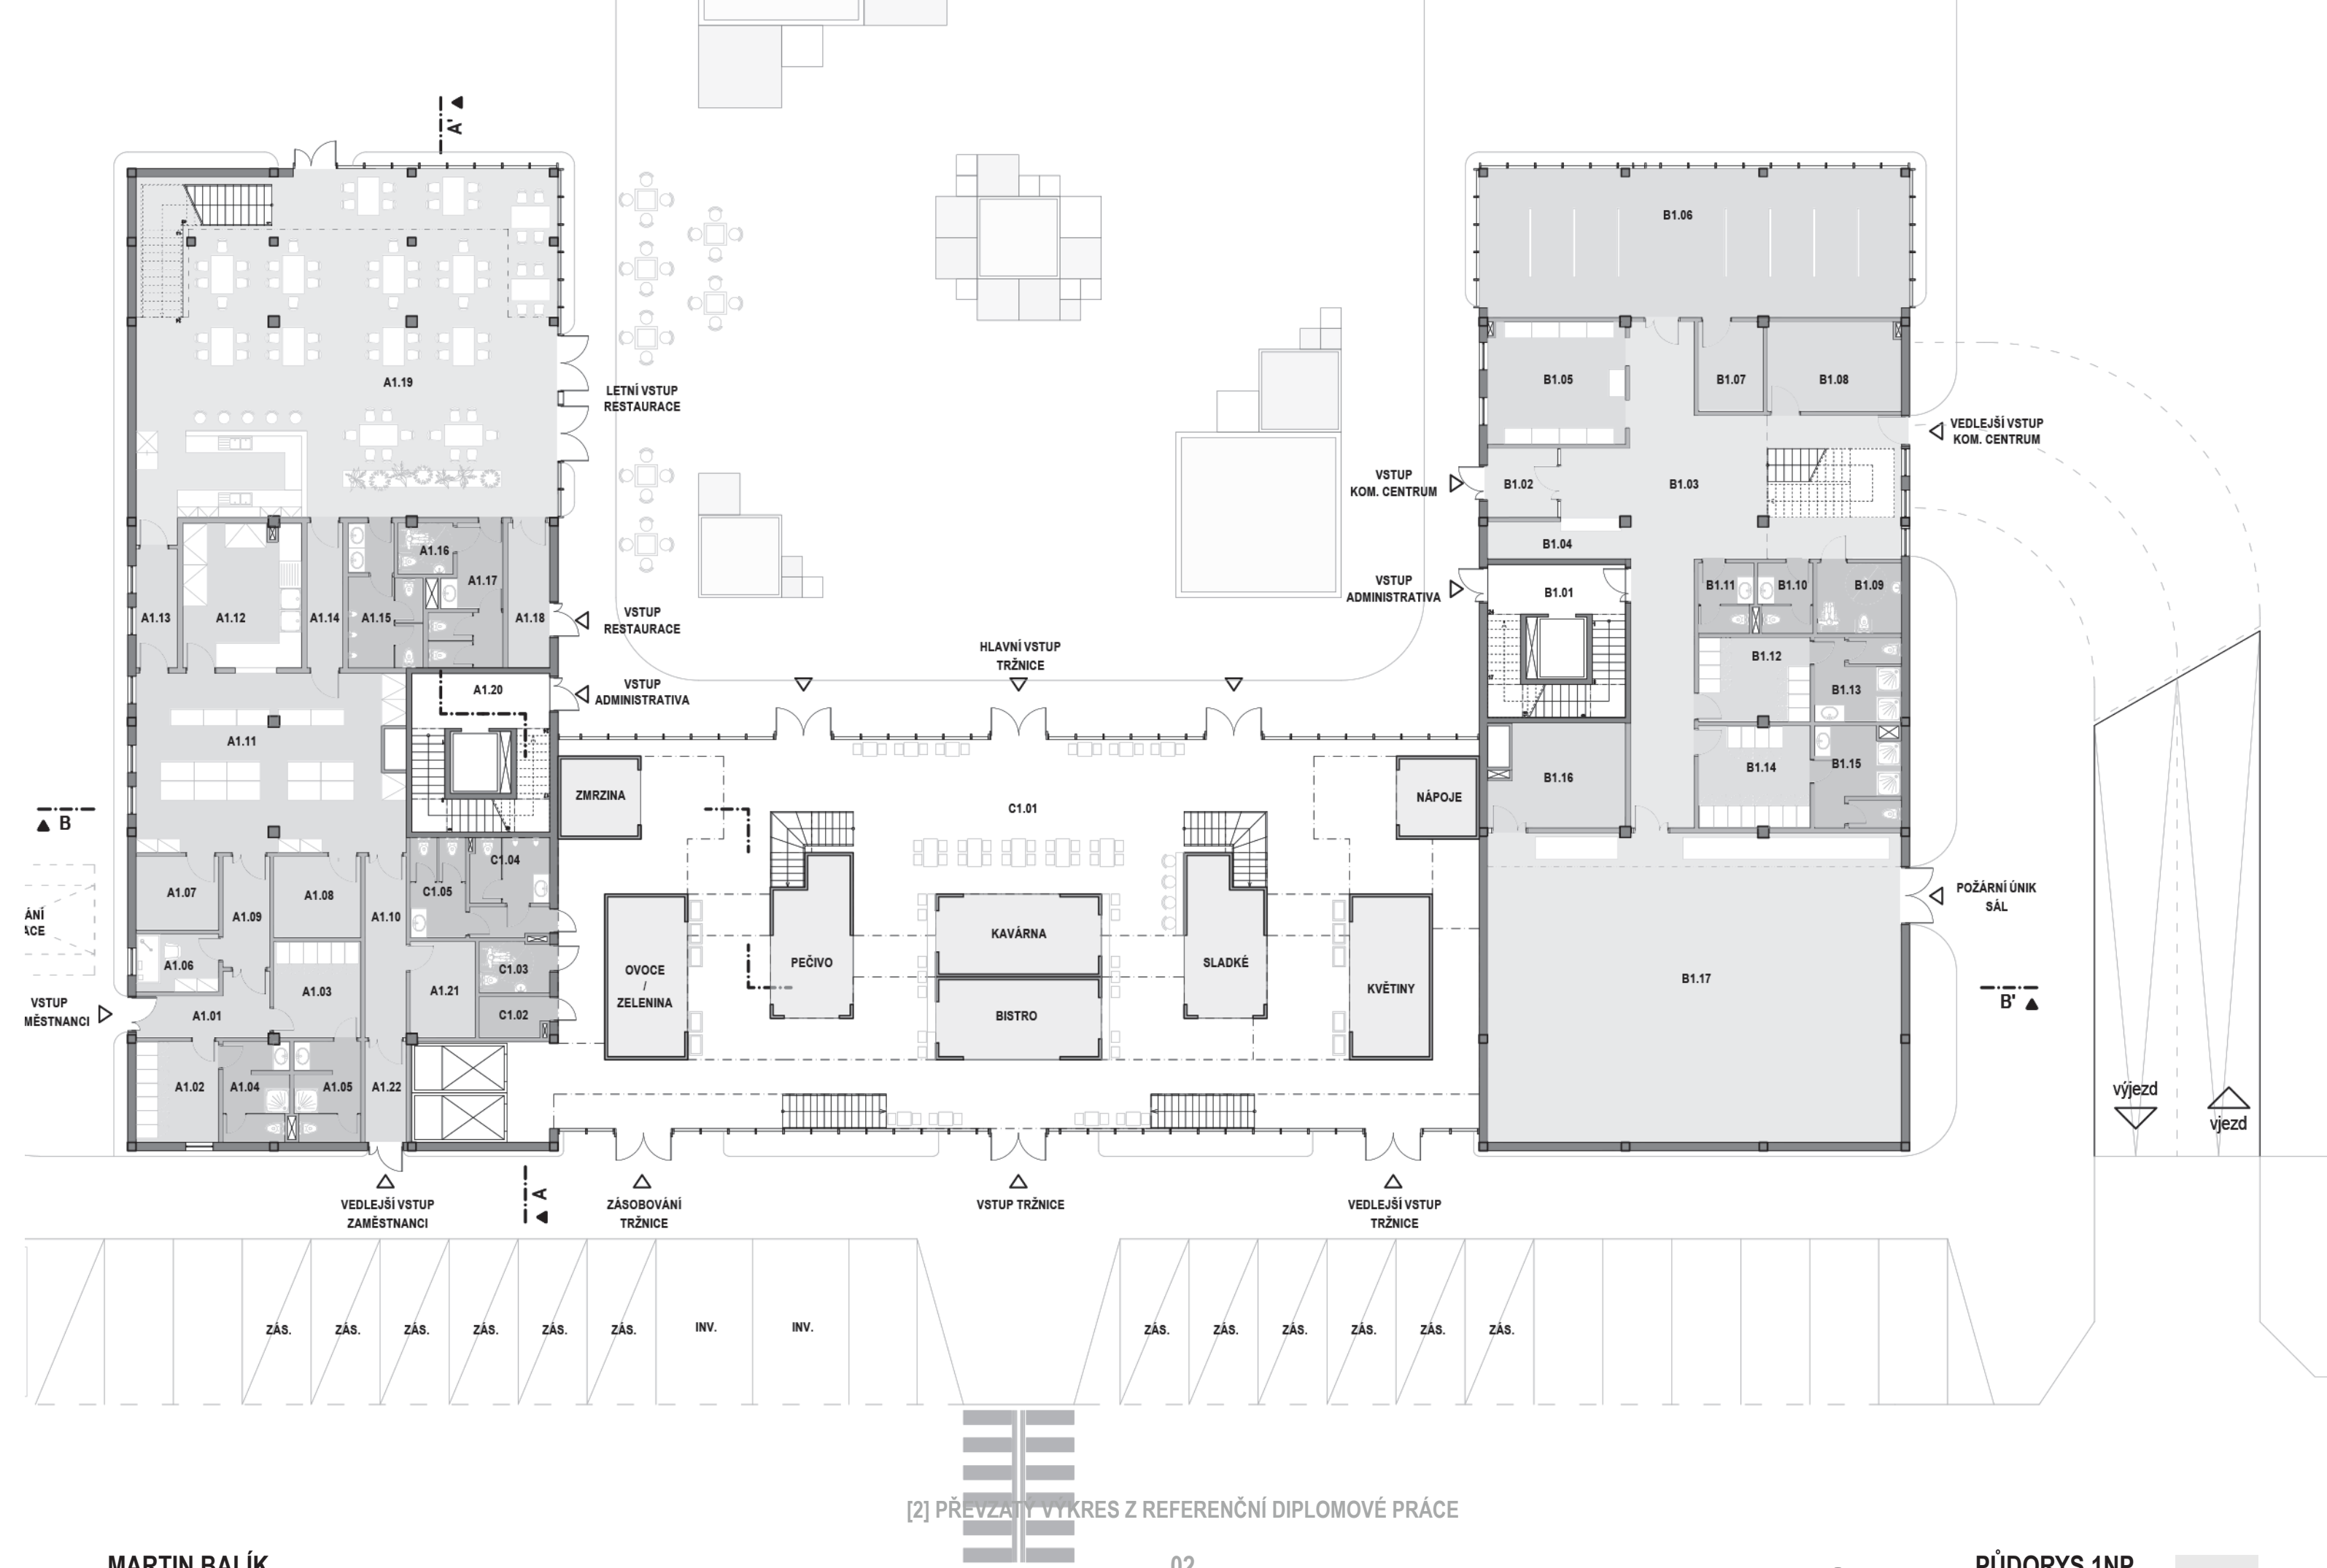 A'
B1.06
A1.19
LETNÍ VSTUP
RESTAURACE
B1.05
B1.07
B1.08
VEDLEJŠÍ VSTUP
KOM. CENTRUM
VSTUP
KOM. CENTRUM
B1.02
B1.03
B1.04
A1.16
A1.17
A1.13
A1.12
A1.14
A1.15
A1.18
VSTUP
RESTAURACE
VSTUP
ADMINISTRATIVA
B1.01
B1.11
B1.10
B1.09
HLAVNÍ VSTUP
TRŽNICE
A1.20
VSTUP
ADMINISTRATIVA
B1.12
B1.13
A1.11
ZMRZINA
C1.01
NÁPOJE
B1.16
B1.14
B1.15
B
A1.07
A1.09
A1.08
A1.10
C1.05
C1.04
POŽÁRNÍ ÚNIK
SÁL
ÁNÍ
ACE
A1.06
A1.03
A1.21
C1.03
C1.02
OVOCE
/
ZELENINA
PEČIVO
KAVÁRNA
BISTRO
SLADKÉ
KVĚTINY
B1.17
B'
VSTUP
MĚSTNANCI
A1.01
A1.02
A1.04
A1.05
A1.22
výjezd
vjezd
A
VEDLEJŠÍ VSTUP
ZAMĚSTNANCI
ZÁSOBOVÁNÍ
TRŽNICE
VSTUP TRŽNICE
VEDLEJŠÍ VSTUP
TRŽNICE
ZÁS. ZÁS. ZÁS. ZÁS. ZÁS. ZÁS. INV. INV. ZÁS. ZÁS. ZÁS. ZÁS. ZÁS. ZÁS.
[2] PŘEVZATÝ VÝKRES Z REFERENČNÍ DIPLOMOVÉ PRÁCE
MARTIN BALÍK
02
PŮDORYS 1NP